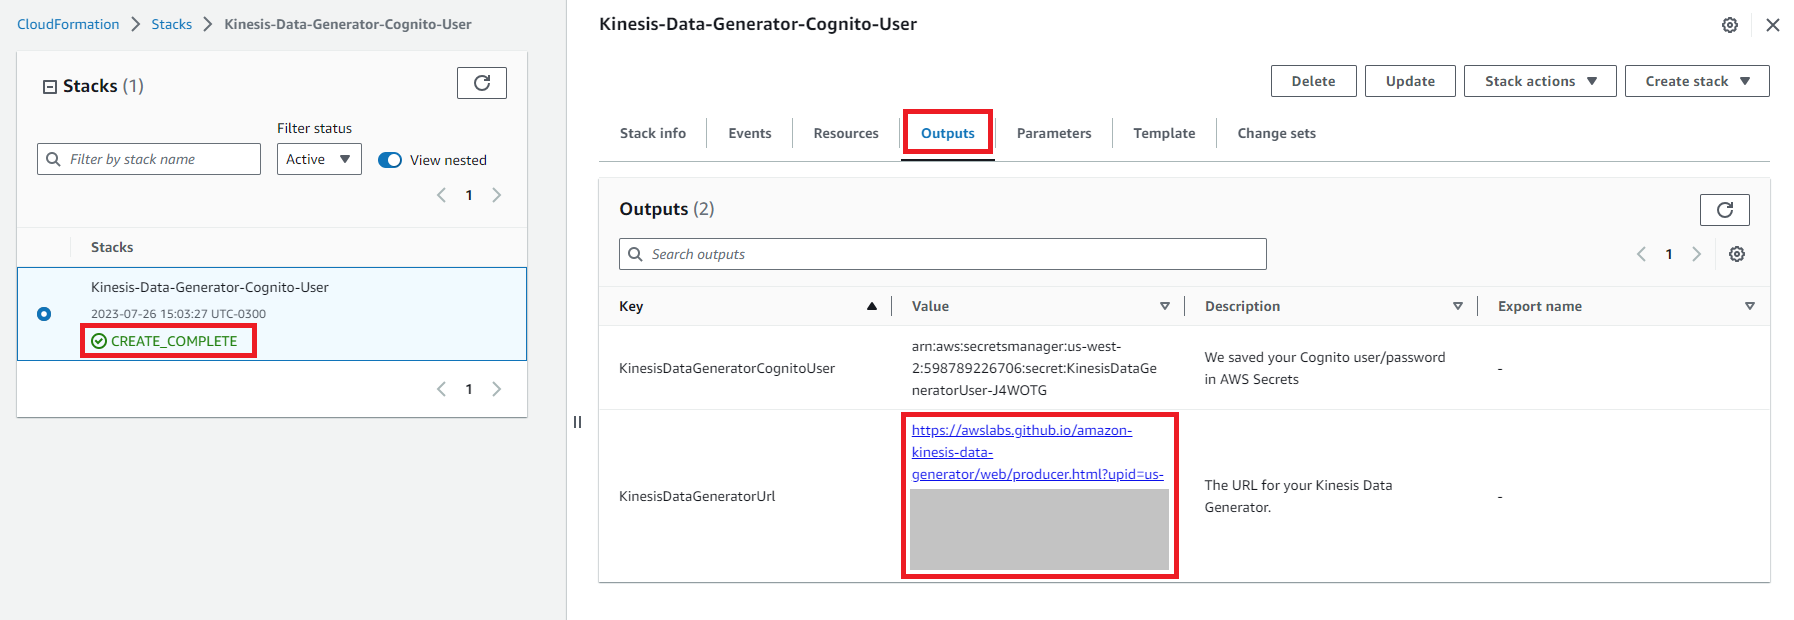 CloudFormation > Stacks > Kinesis-Data-Generator-Cognito-User
Stacks (1)
Filter status
Filter by stack name
Active
View nested
1
Stacks
Kinesis-Data-Generator-Cognito-User
2023-07-26 15:03:27 UTC-0300
CREATE_COMPLETE
1
Kinesis-Data-Generator-Cognito-User
Delete Update Stack actions Create stack
Stack info Events Resources Outputs Parameters Template Change sets
Outputs (2)
Search outputs
1
Key Value Description Export name
KinesisDataGeneratorCognitoUser
arn:aws:secretsmanager:us-west-
2:598789226706:secret:KinesisDataGe
neratorUser-J4WOTG
We saved your Cognito user/password
in AWS Secrets
-
KinesisDataGeneratorUrl
https://awslabs.github.io/amazon-
kinesis-data-
generator/web/producer.html?upid=us-
The URL for your Kinesis Data
Generator.
-